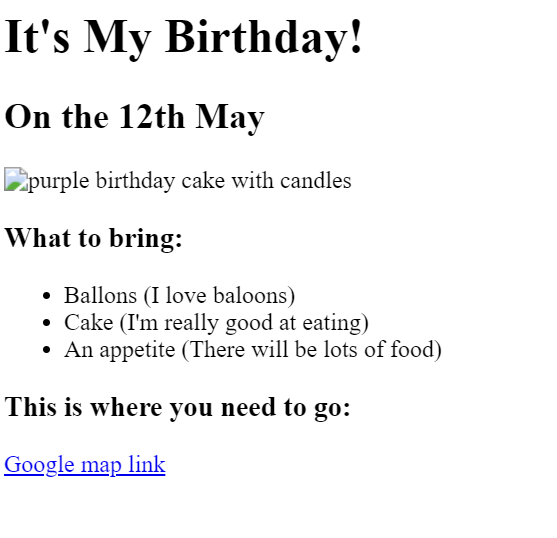 It's My Birthday!
On the 12th May
purple birthday cake with candles
What to bring:
Ballons (I love baloons)
Cake (I'm really good at eating)
An appetite (There will be lots of food)
This is where you need to go:
Google map link